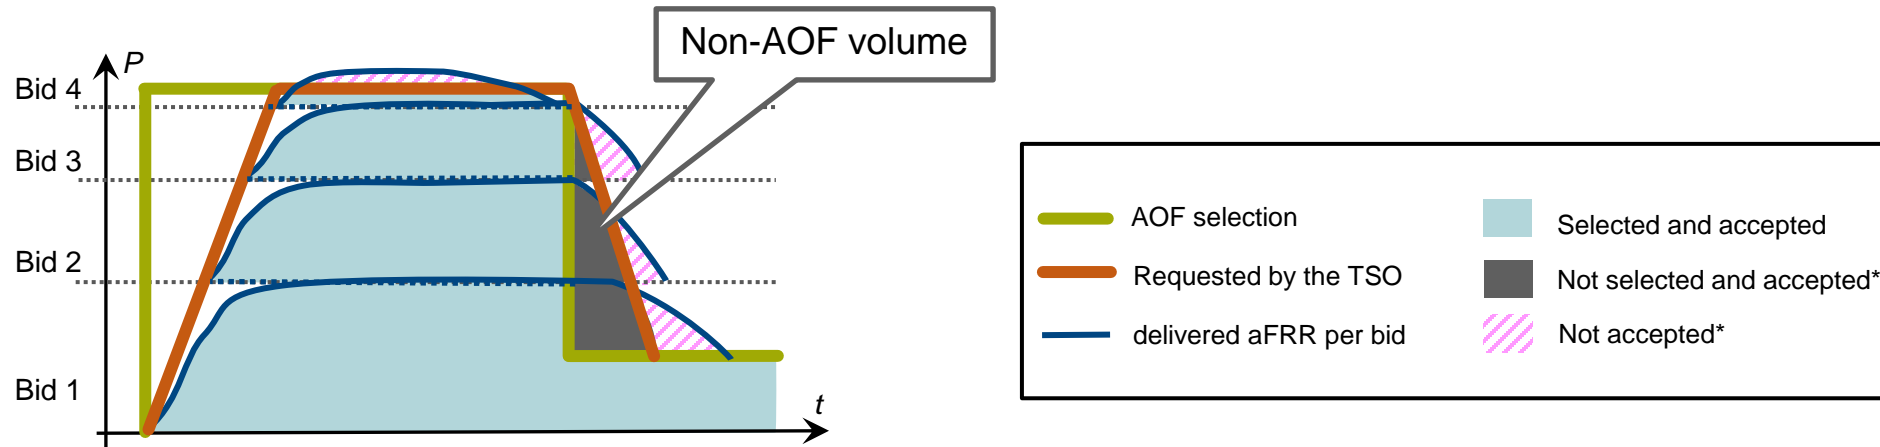 Non-AOF volume
P
Bid 4
Bid 3
Bid 2
Bid 1
t
AOF selection
Requested by the TSO
delivered aFRR per bid
Selected and accepted
Not selected and accepted*
Not accepted*